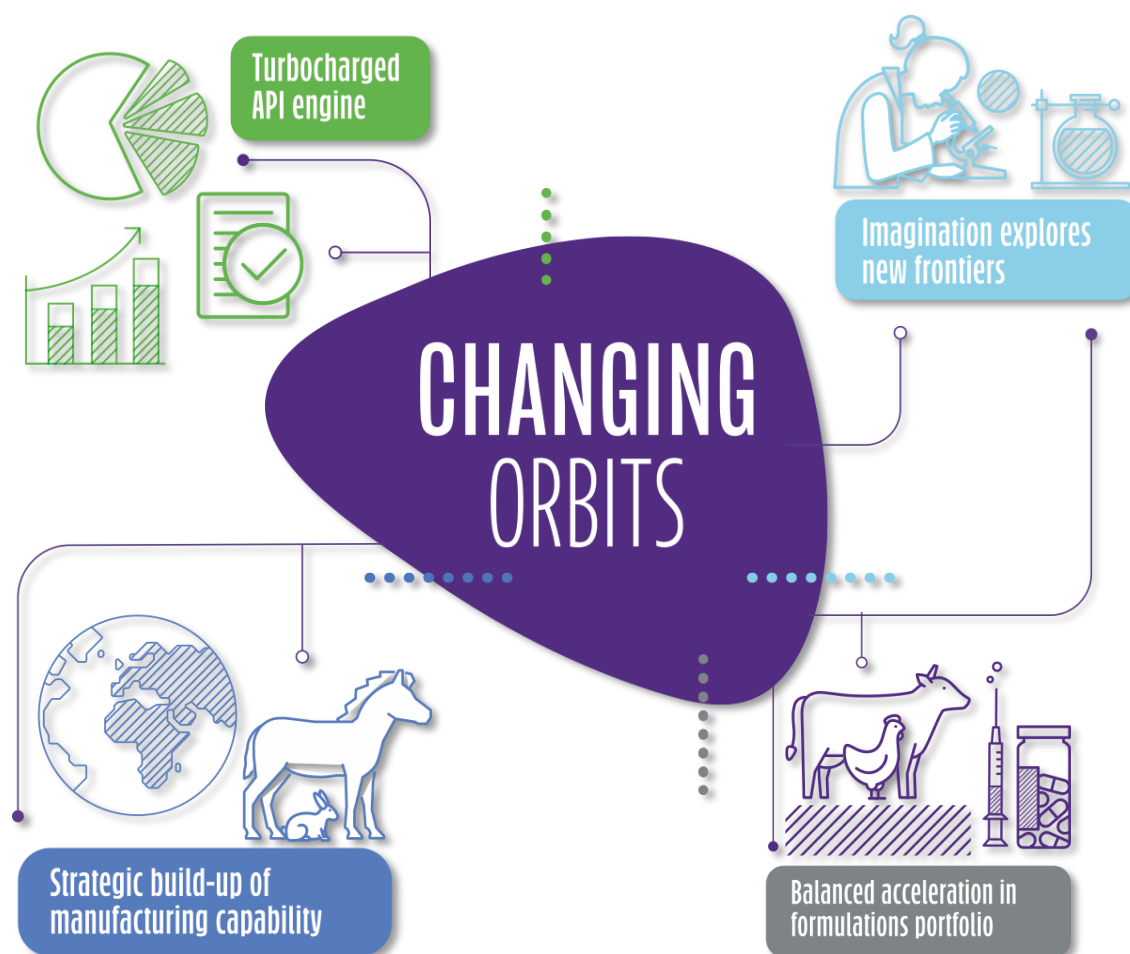 Turbocharged
API engine
Imagination explores
new frontiers
CHANGING
ORBITS
Strategic build-up of
manufacturing capability
Balanced acceleration in
formulations portfolio